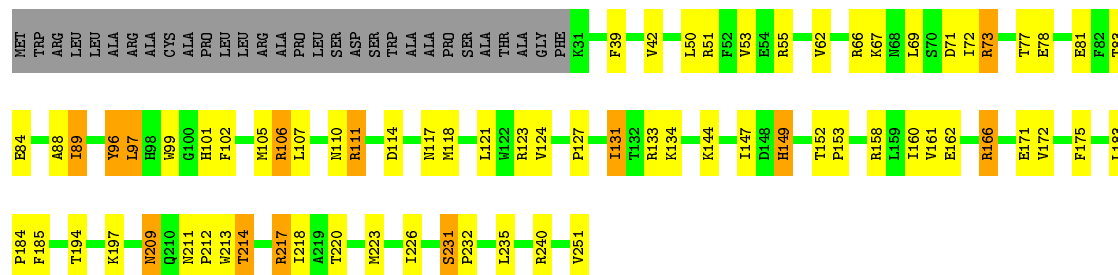 MET TRP ARG LEU LEU ALA ARG ALA CYS ALA PRO LEU LEU ARG ALA PRO LEU SER ASP SER TRP ALA ALA PRO SER ALA THR ALA GLY PHE K31 F39 V42 L50 R51 F52 V53 E54 R55 V62 R66 K67 N68 L69 S70 D71 I72 R73 T77 E78 E81 F82 T83
E84 A88 I89 Y96 L97 H98 W99 G100 H101 F102 M105 R106 L107 N110 R111 D114 N117 M118 L121 W122 R123 V124 P127 I131 T132 R133 K134 K144 I147 D148 H149 T152 P153 R158 L159 I160 V161 E162 R166 E171 V172 F175 L183
P184 F185 T194 K197 N209 Q210 N211 P212 W213 T214 R217 I218 A219 T220 M223 I226 S231 P232 L235 R240 V251